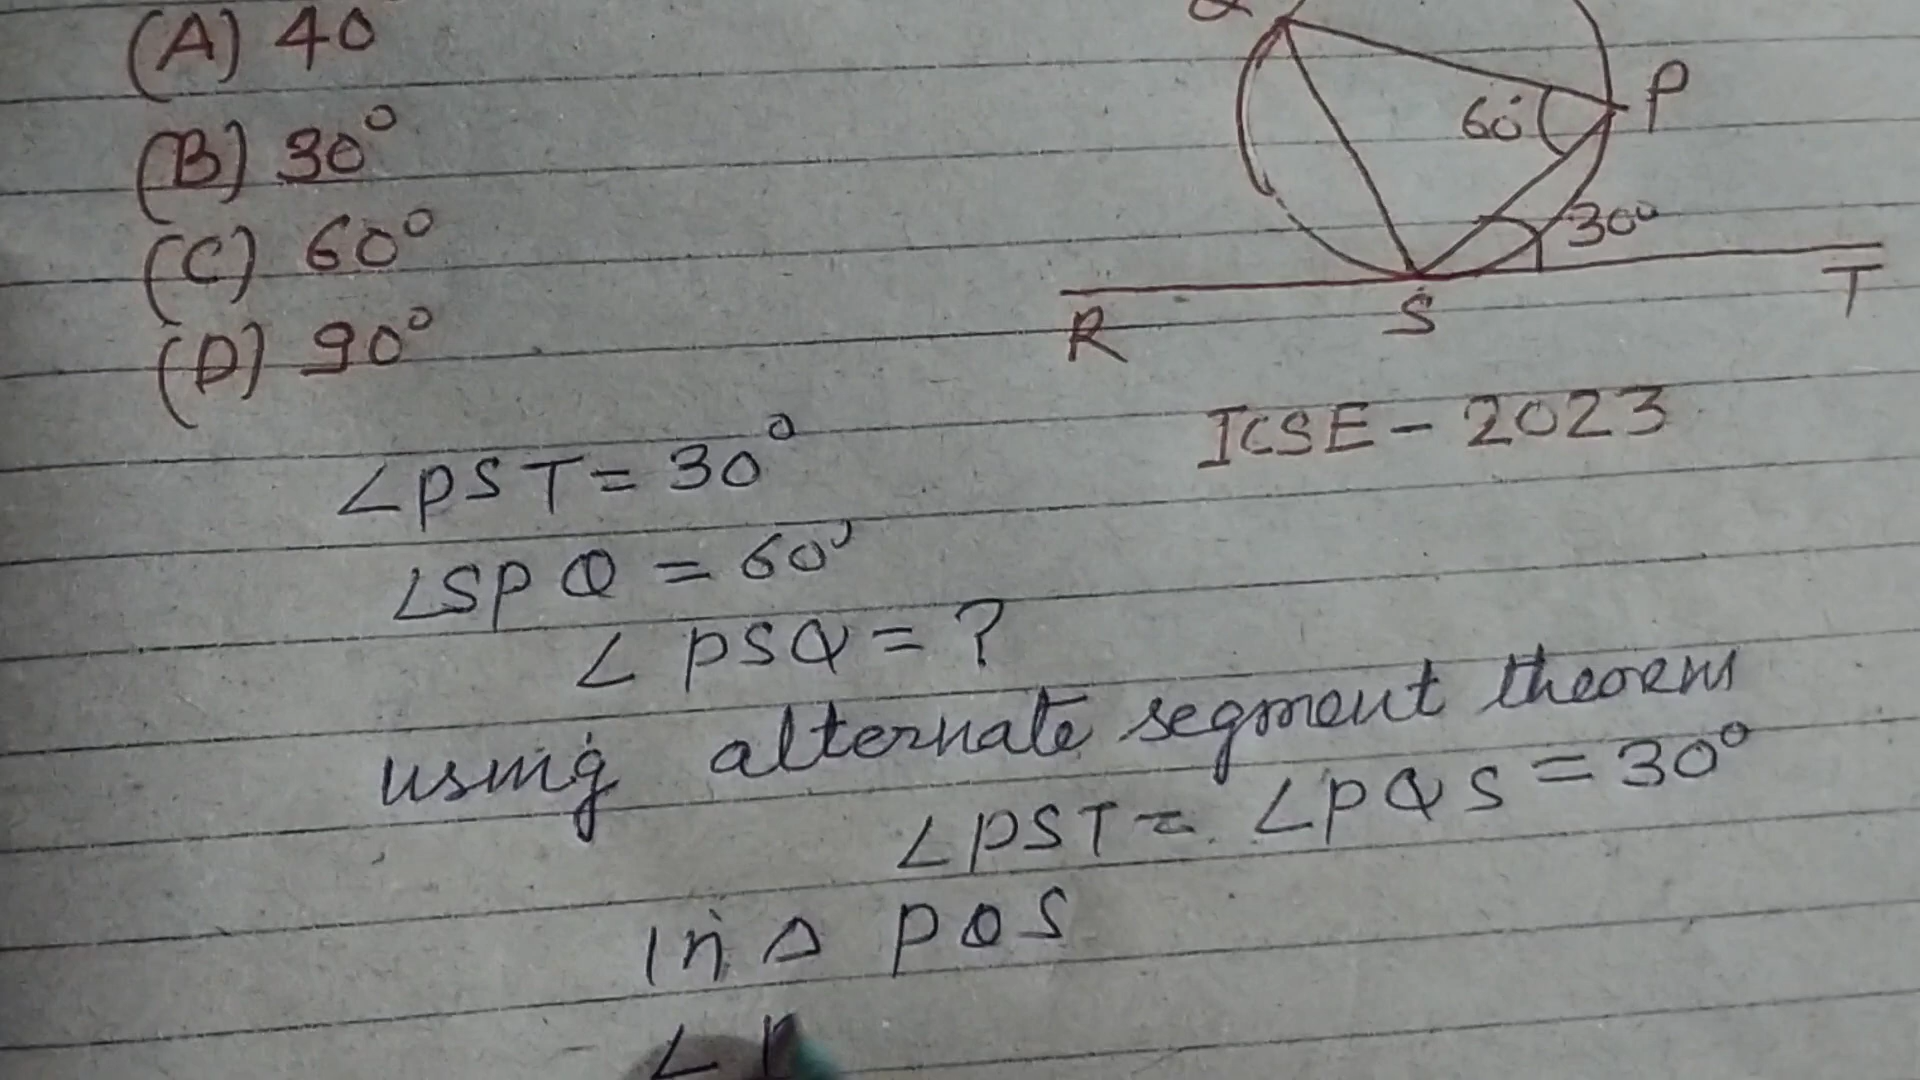 (A) 40
(B) 30°
(C) 60°
(D) 90°
P
60°
30°
R
S
T
ICSE - 2023
∠PST = 30°
∠SPQ = 60°
∠PSQ = ?
using alternate segment theorem
∠PST = ∠PQS = 30°
In △ PQS
∠